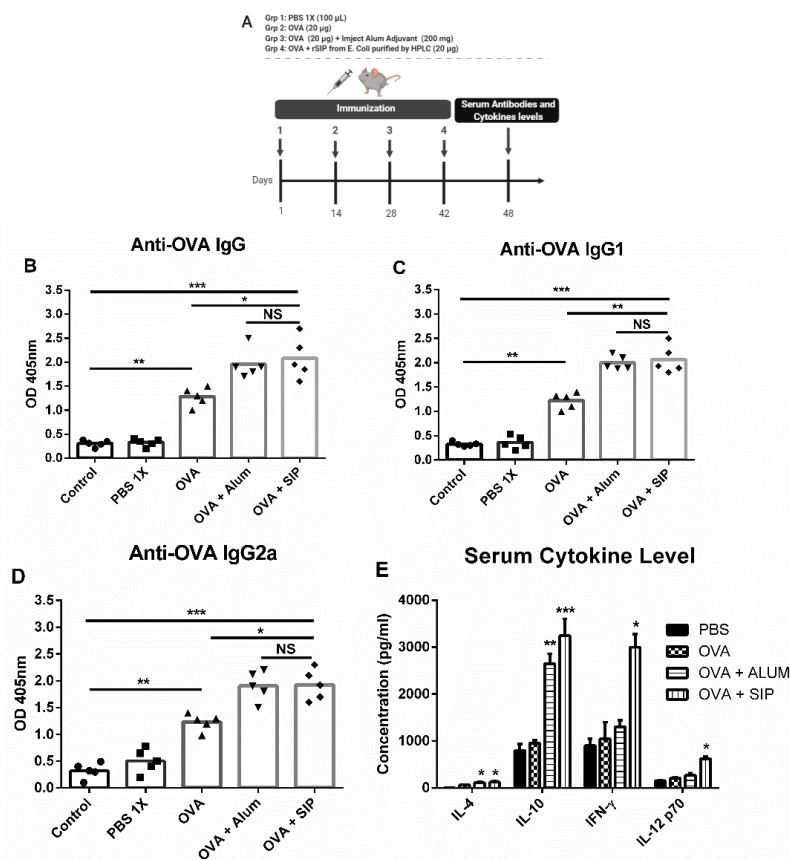 A
Grp 1: PBS 1X (100 µL)
Grp 2: OVA (20 µg)
Grp 3: OVA (20 µg) + Imject Alum Adjuvant (200 mg)
Grp 4: OVA + rSIP from E. Coli purified by HPLC (20 µg)
Immunization
Serum Antibodies and
Cytokines levels
1 2 3 4
Days
1 14 28 42 48
B
Anti-OVA IgG
***
*
NS
**
OD 405nm
3.5
3.0
2.5
2.0
1.5
1.0
0.5
0.0
Control PBS 1X OVA OVA + Alum OVA + SIP
C
Anti-OVA IgG1
***
**
NS
**
OD 405nm
3.5
3.0
2.5
2.0
1.5
1.0
0.5
0.0
Control PBS 1X OVA OVA + Alum OVA + SIP
D
Anti-OVA IgG2a
***
*
NS
**
OD 405nm
3.5
3.0
2.5
2.0
1.5
1.0
0.5
0.0
Control PBS 1X OVA OVA + Alum OVA + SIP
E
Serum Cytokine Level
Concentration (pg/ml)
4000
3000
2000
1000
0
* * ** *** * *
IL-4 IL-10 IFN-γ IL-12 p70
PBS
OVA
OVA + ALUM
OVA + SIP